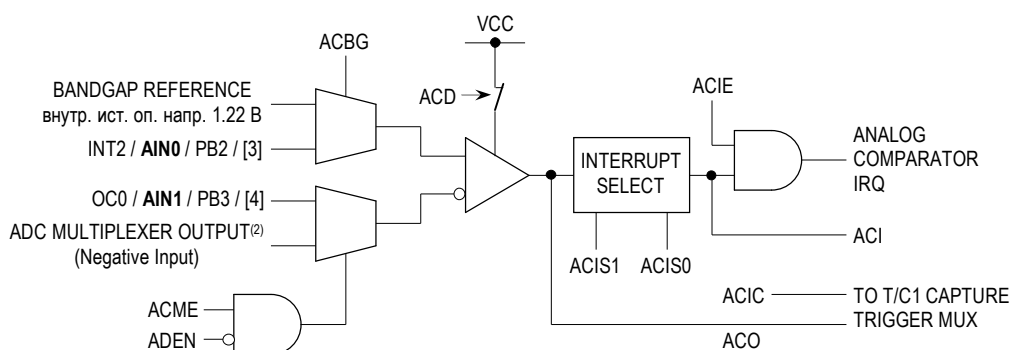 VCC
ACBG
BANDGAP REFERENCE
внутр. ист. оп. напр. 1.22 В
ACD
ACIE
INT2 / AIN0 / PB2 / [3]
INTERRUPT
SELECT
ANALOG
COMPARATOR
IRQ
OC0 / AIN1 / PB3 / [4]
ADC MULTIPLEXER OUTPUT(2)
(Negative Input)
ACI
ACIS1 ACIS0
ACME
ADEN
ACIC
TO T/C1 CAPTURE
TRIGGER MUX
ACO